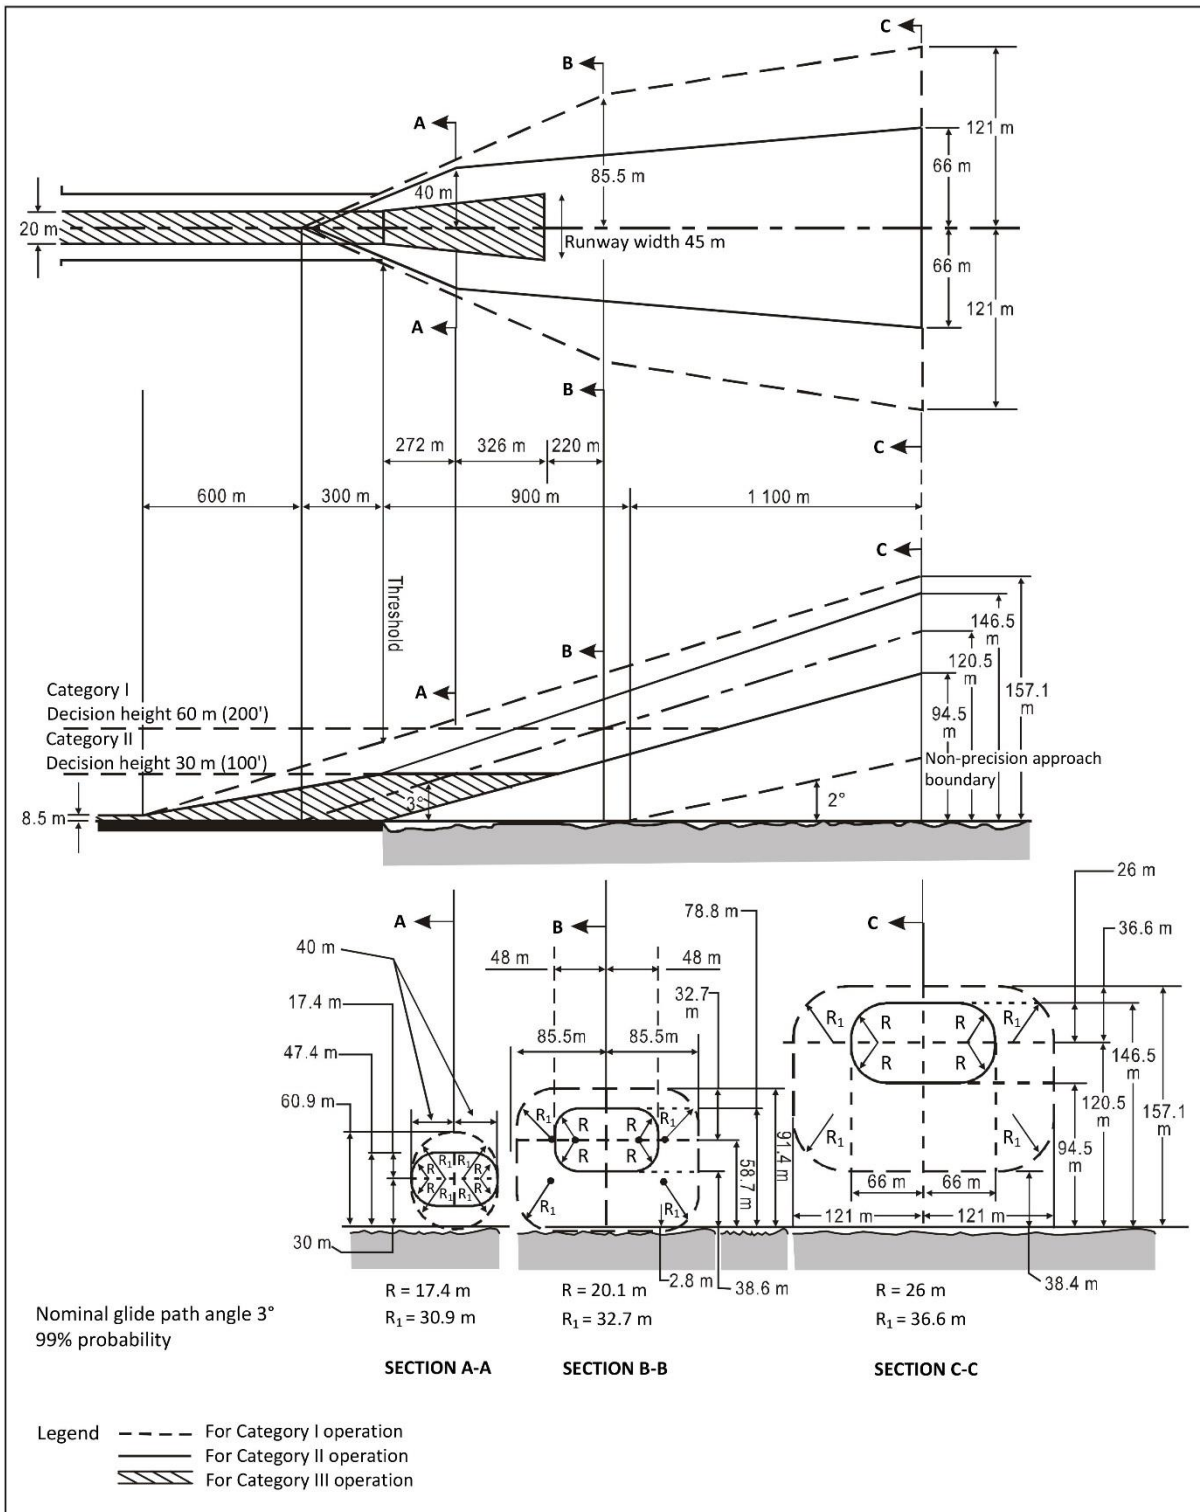 C
B
A
121 m
66 m
85.5 m
40 m
20 m
Runway width 45 m
66 m
121 m
A
B
C
272 m
326 m
220 m
600 m
300 m
900 m
1 100 m
C
Threshold
B
A
146.5
m
120.5
m
157.1
m
94.5
m
Category I
Decision height 60 m (200')
Category II
Decision height 30 m (100')
Non-precision approach
boundary
3°
2°
8.5 m
26 m
36.6 m
78.8 m
A
B
C
40 m
48 m
48 m
17.4 m
32.7
m
47.4 m
85.5m
85.5m
60.9 m
R1
R
R
R1
R
R
146.5
m
120.5
m
157.1
m
R1
R
R
R1
R
R
R1
R1
91.4 m
58.7 m
94.5 m
R
R1
R1
R
R
R1
R1
R
R1
R1
66 m
66 m
121 m
121 m
30 m
2.8 m
38.6 m
38.4 m
R = 17.4 m
R1 = 30.9 m
R = 20.1 m
R1 = 32.7 m
R = 26 m
R1 = 36.6 m
Nominal glide path angle 3°
99% probability
SECTION A-A
SECTION B-B
SECTION C-C
Legend
For Category I operation
For Category II operation
For Category III operation